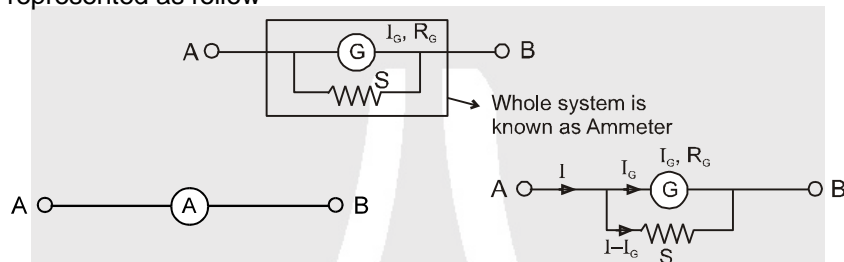 represented as follow
I_G, R_G
A G B
S
Whole system is
known as Ammeter
A A B
I I_G I_G, R_G
A G B
I–I_G
S